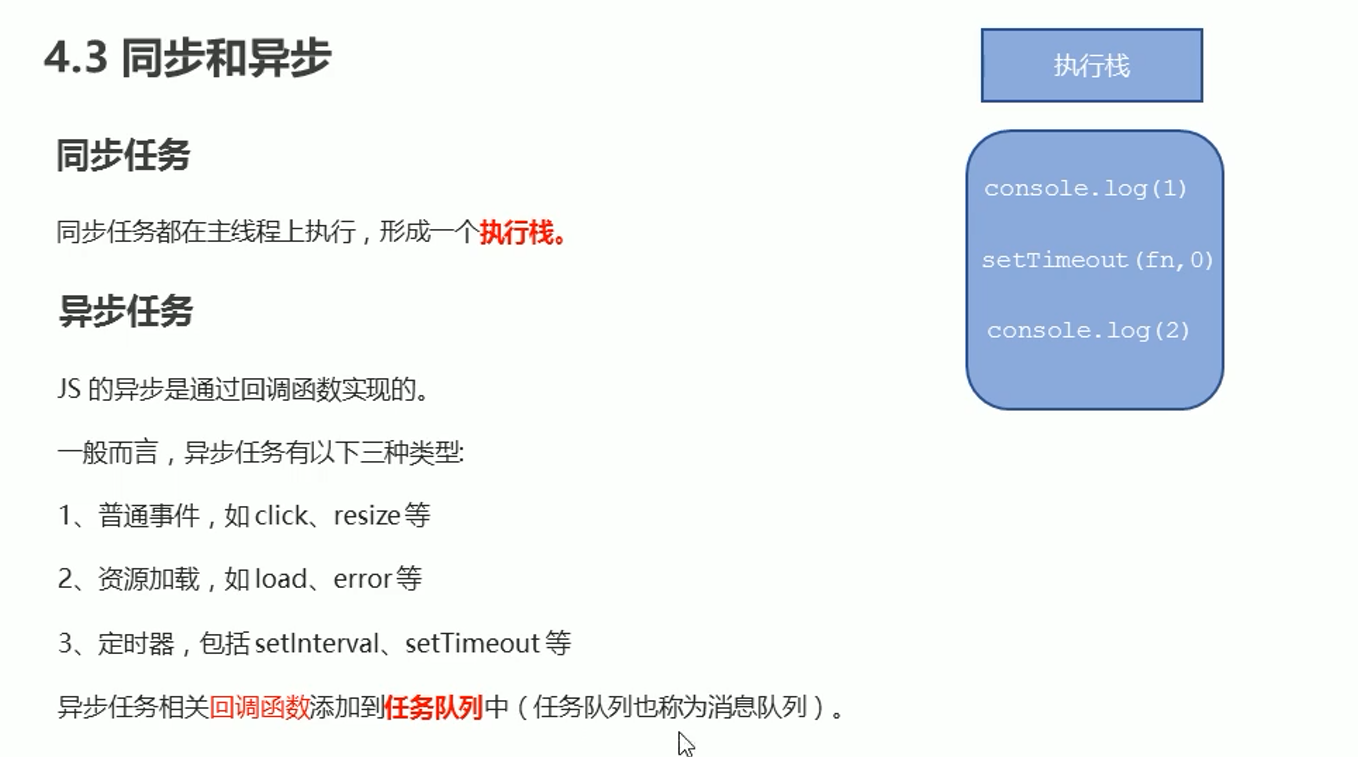 4.3 同步和异步
执行栈
同步任务
console.log(1)
同步任务都在主线程上执行，形成一个执行栈。
setTimeout(fn,0)
异步任务
console.log(2)
JS 的异步是通过回调函数实现的。
一般而言，异步任务有以下三种类型:
1、普通事件，如 click、resize 等
2、资源加载，如 load、error 等
3、定时器，包括 setInterval、setTimeout 等
异步任务相关回调函数添加到任务队列中（任务队列也称为消息队列）。